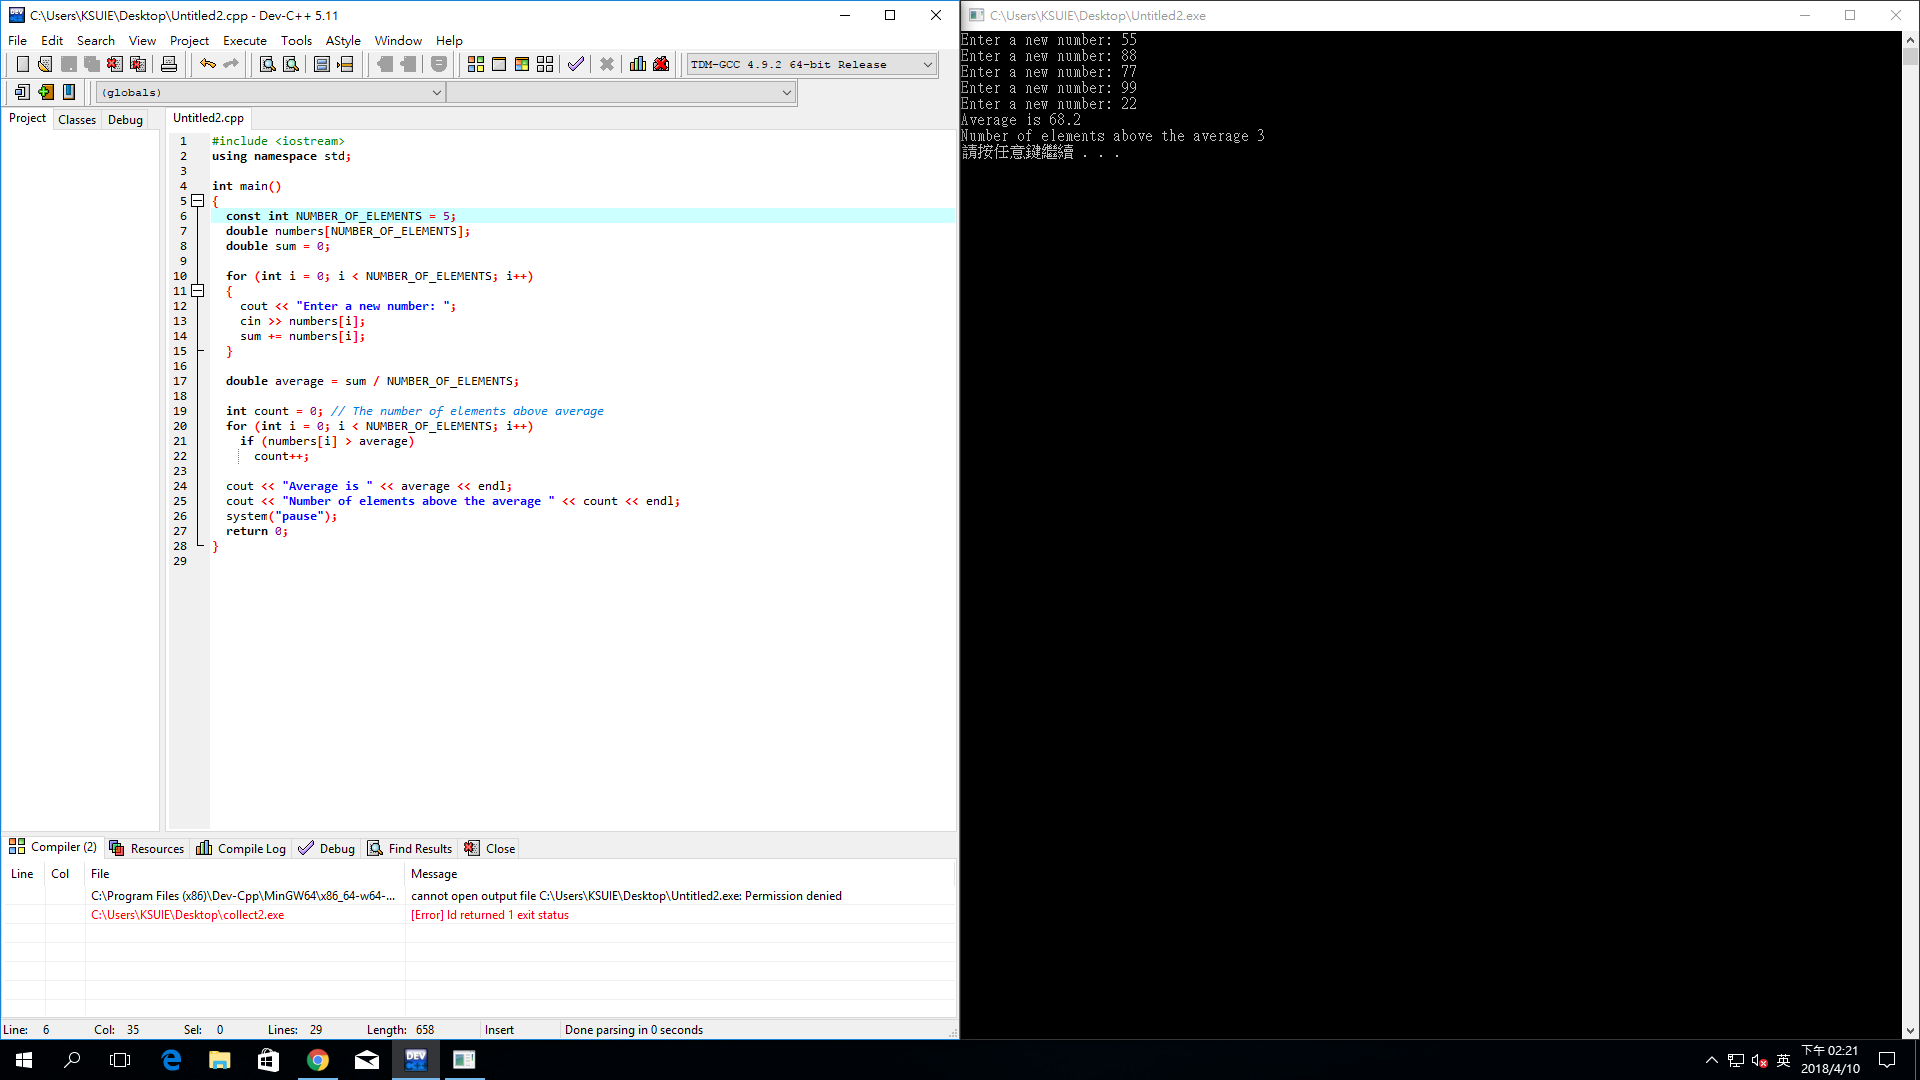 C:\Users\KSUIE\Desktop\Untitled2.cpp - Dev-C++ 5.11
File Edit Search View Project Execute Tools AStyle Window Help
TDM-GCC 4.9.2 64-bit Release
(globals)
Project Classes Debug
Untitled2.cpp
1 #include <iostream>
2 using namespace std;
3
4 int main()
5 {
6 const int NUMBER_OF_ELEMENTS = 5;
7 double numbers[NUMBER_OF_ELEMENTS];
8 double sum = 0;
9
10 for (int i = 0; i < NUMBER_OF_ELEMENTS; i++)
11 {
12 cout << "Enter a new number: ";
13 cin >> numbers[i];
14 sum += numbers[i];
15 }
16
17 double average = sum / NUMBER_OF_ELEMENTS;
18
19 int count = 0; // The number of elements above average
20 for (int i = 0; i < NUMBER_OF_ELEMENTS; i++)
21 if (numbers[i] > average)
22 count++;
23
24 cout << "Average is " << average << endl;
25 cout << "Number of elements above the average " << count << endl;
26 system("pause");
27 return 0;
28 }
29
Compiler (2) Resources Compile Log Debug Find Results Close
Line Col File Message
C:\Program Files (x86)\Dev-Cpp\MinGW64\x86_64-w64-... cannot open output file C:\Users\KSUIE\Desktop\Untitled2.exe: Permission denied
C:\Users\KSUIE\Desktop\collect2.exe [Error] ld returned 1 exit status
Line: 6 Col: 35 Sel: 0 Lines: 29 Length: 658 Insert Done parsing in 0 seconds
C:\Users\KSUIE\Desktop\Untitled2.exe
Enter a new number: 55
Enter a new number: 88
Enter a new number: 77
Enter a new number: 99
Enter a new number: 22
Average is 68.2
Number of elements above the average 3
請按任意鍵繼續 . . .
DEV
英
下午 02:21
2018/4/10